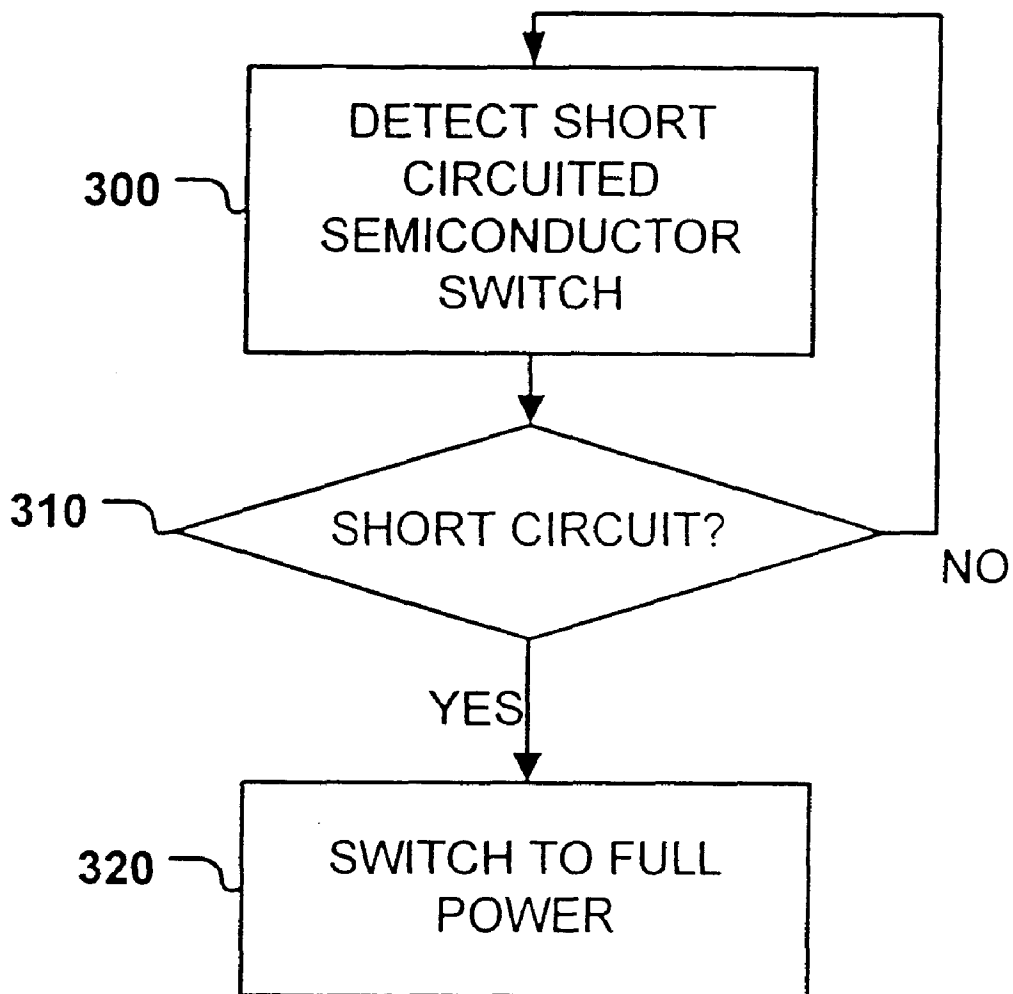 300
DETECT SHORT
CIRCUITED
SEMICONDUCTOR
SWITCH
310
SHORT CIRCUIT?
NO
YES
320
SWITCH TO FULL
POWER